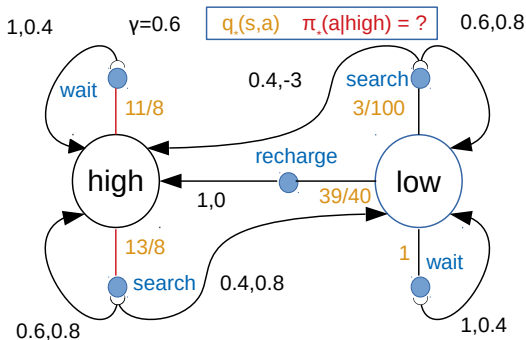 1,0.4
γ=0.6
q*(s,a) π*(a|high) = ?
0.6,0.8
wait
0.4,-3
search
11/8
3/100
recharge
high
low
1,0
39/40
13/8
1
wait
search
0.4,0.8
0.6,0.8
1,0.4